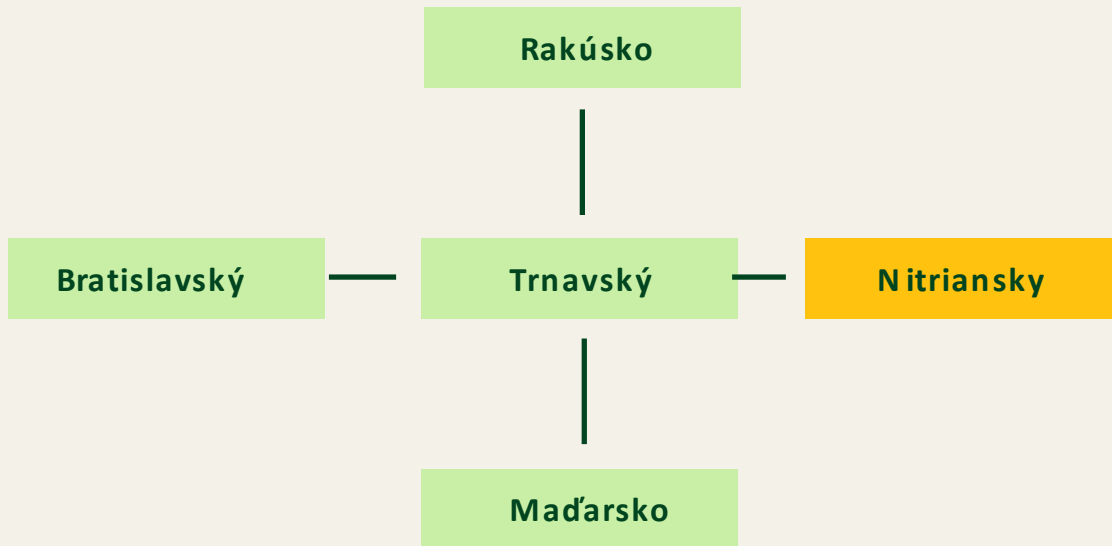 Rakúsko
Bratislavský
Trnavský
Nitriansky
Maďarsko